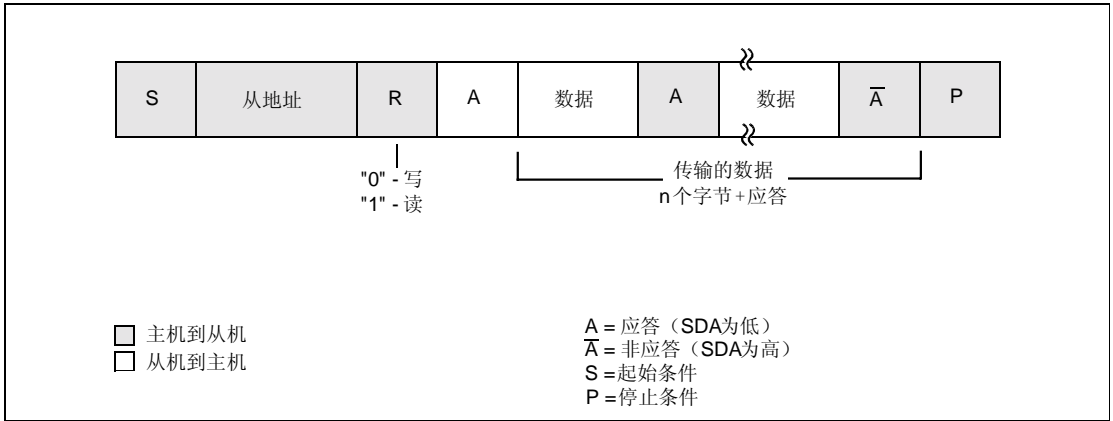 S 从地址 R A 数据 A 数据 A̅ P
"0" - 写
"1" - 读
传输的数据
n个字节+应答
主机到从机
从机到主机
A = 应答（SDA为低）
A̅ = 非应答（SDA为高）
S =起始条件
P =停止条件